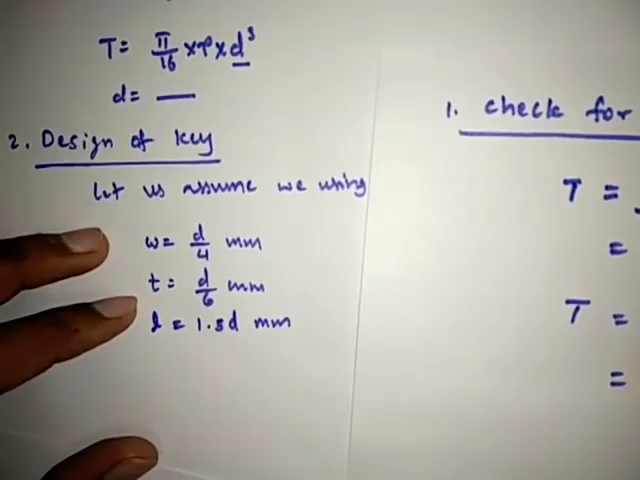 T = π/16 × τ × d³
d = —
2. Design of key
Let us assume we using
w = d/4 mm
t = d/6 mm
l = 1.5d mm
1. check for
T =
=
T =
=